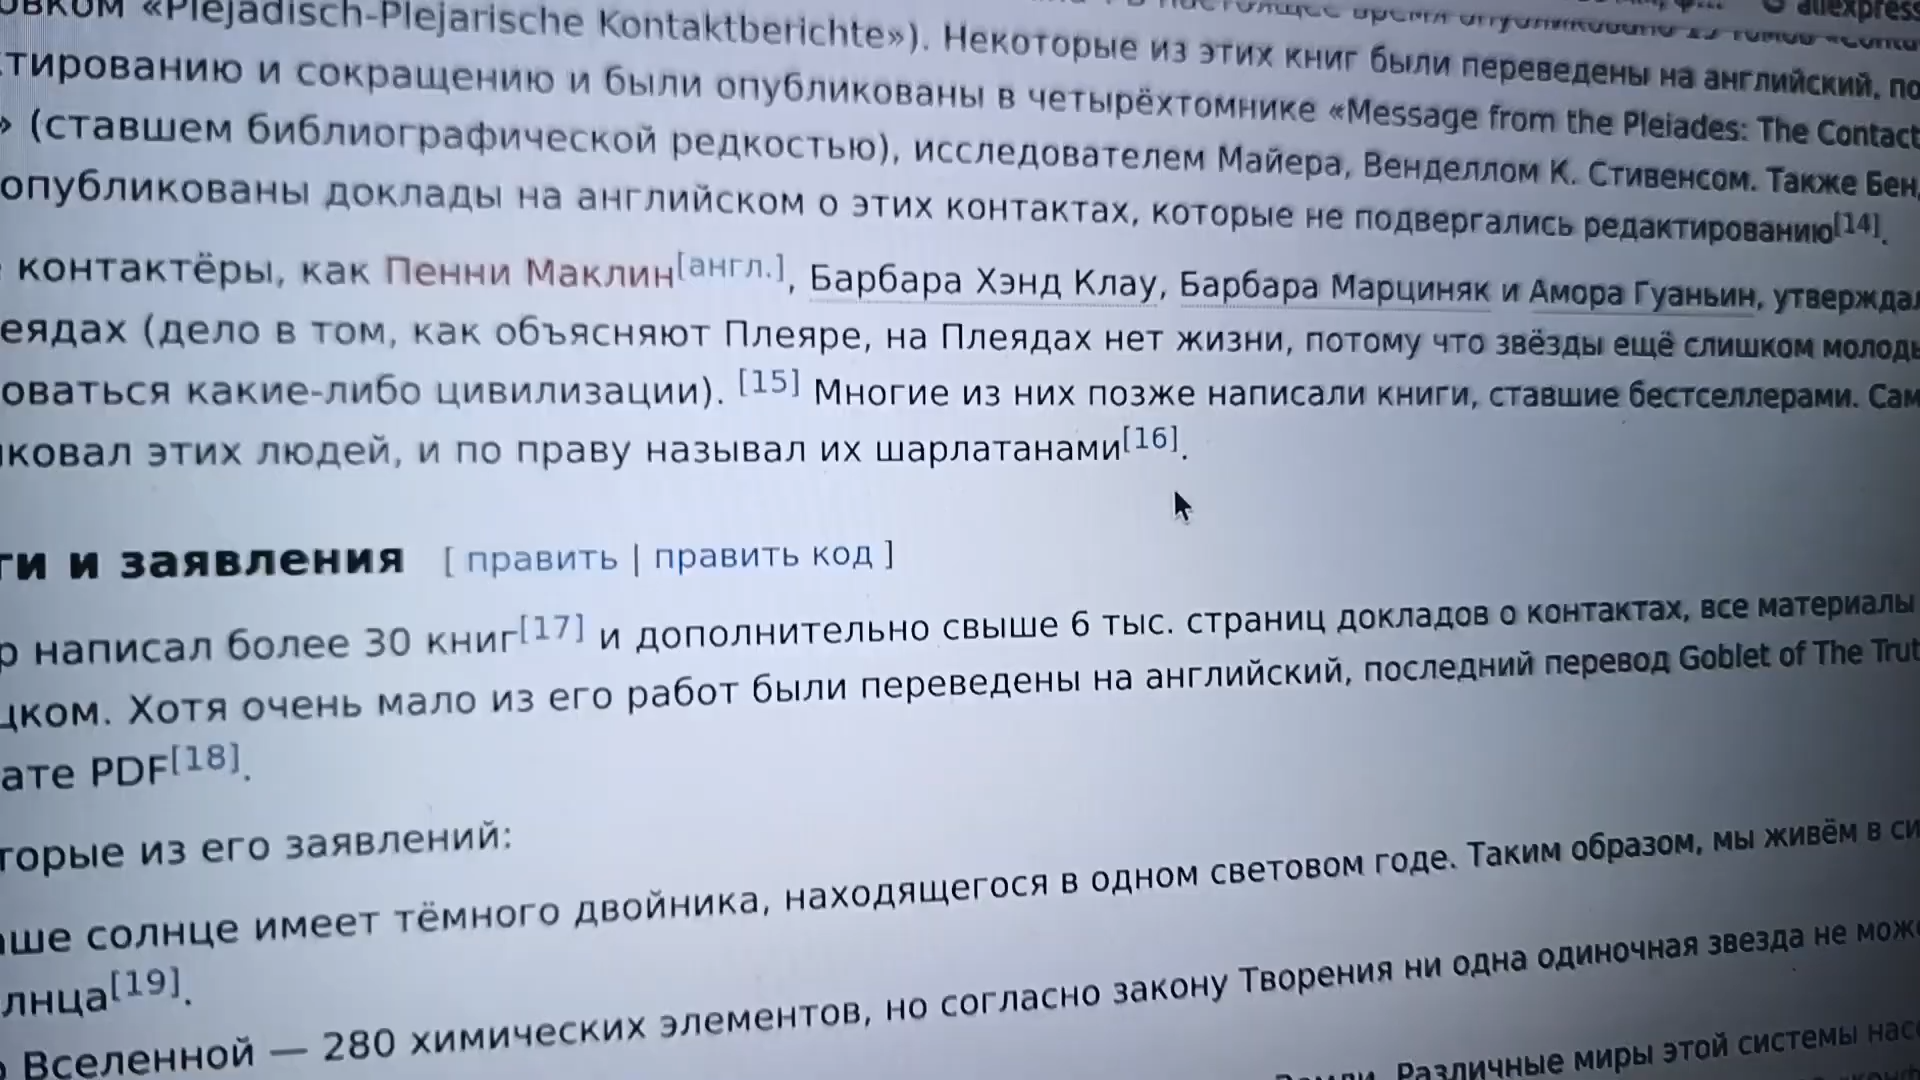 «Plejadisch-Plejarische Kontaktberichte»). Некоторые из этих книг были переведены на английский, по
тированию и сокращению и были опубликованы в четырёхтомнике «Message from the Pleiades: The Contact
» (ставшем библиографической редкостью), исследователем Майера, Венделлом К. Стивенсом. Также Бен
опубликованы доклады на английском о этих контактах, которые не подвергались редактированию[14].
контактёры, как Пенни Маклин[англ.], Барбара Хэнд Клау, Барбара Марциняк и Амора Гуаньин, утверждал
еядах (дело в том, как объясняют Плеяре, на Плеядах нет жизни, потому что звёзды ещё слишком молоды
оваться какие-либо цивилизации). [15] Многие из них позже написали книги, ставшие бестселлерами. Сам
ковал этих людей, и по праву называл их шарлатанами[16].
ги и заявления [ править | править код ]
р написал более 30 книг[17] и дополнительно свыше 6 тыс. страниц докладов о контактах, все материалы
цком. Хотя очень мало из его работ были переведены на английский, последний перевод Goblet of The Trut
ате PDF[18].
торые из его заявлений:
аше солнце имеет тёмного двойника, находящегося в одном световом годе. Таким образом, мы живём в си
лнца[19].
Вселенной — 280 химических элементов, но согласно закону Творения ни одна одиночная звезда не може
Различные миры этой системы нас